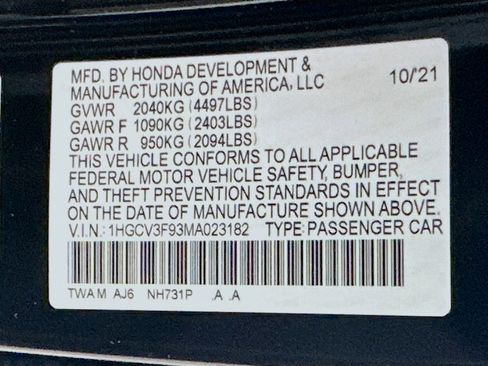 MFD. BY HONDA DEVELOPMENT &
MANUFACTURING OF AMERICA, LLC 10/'21
GVWR 2040KG (4497LBS)
GAWR F 1090KG (2403LBS)
GAWR R 950KG (2094LBS)
THIS VEHICLE CONFORMS TO ALL APPLICABLE
FEDERAL MOTOR VEHICLE SAFETY, BUMPER,
AND THEFT PREVENTION STANDARDS IN EFFECT
ON THE DATE OF MANUFACTURE SHOWN ABOVE.
V.I.N.: 1HGCV3F93MA023182 TYPE: PASSENGER CAR
TWA M AJ6 NH731P .A .A